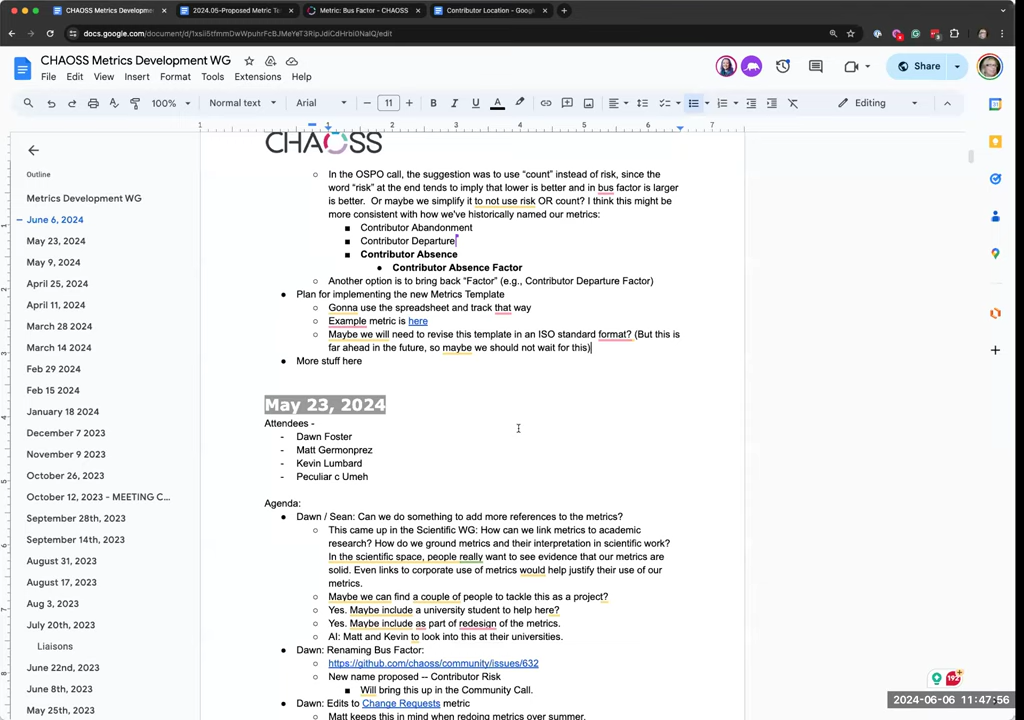 CHAOSS Metrics Developme
2024.05-Proposed Metric Te
Metric: Bus Factor - CHAOSS
Contributor Location - Googl
docs.google.com/document/d/1xsIi5tfmmDwWpuhrFcBJMeYeT3RipJdiCdHrbi0NaIQ/edit
CHAOSS Metrics Development WG
File Edit View Insert Format Tools Extensions Help
Share
100% Normal text Arial 11 Editing
1 1 2 3 4 5 6 7
CHAOSS
Outline
Metrics Development WG
June 6, 2024
May 23, 2024
May 9, 2024
April 25, 2024
April 11, 2024
March 28 2024
March 14 2024
Feb 29 2024
Feb 15 2024
January 18 2024
December 7 2023
November 9 2023
October 26, 2023
October 12, 2023 - MEETING C...
September 28th, 2023
September 14th, 2023
August 31, 2023
August 17, 2023
Aug 3, 2023
July 20th, 2023
Liaisons
June 22nd, 2023
June 8th, 2023
May 25th, 2023
In the OSPO call, the suggestion was to use “count” instead of risk, since the
word “risk” at the end tends to imply that lower is better and in bus factor is larger
is better. Or maybe we simplify it to not use risk OR count? I think this might be
more consistent with how we've historically named our metrics:
Contributor Abandonment
Contributor Departure
Contributor Absence
Contributor Absence Factor
Another option is to bring back “Factor” (e.g., Contributor Departure Factor)
Plan for implementing the new Metrics Template
Gonna use the spreadsheet and track that way
Example metric is here
Maybe we will need to revise this template in an ISO standard format? (But this is
far ahead in the future, so maybe we should not wait for this)
More stuff here
May 23, 2024
Attendees -
- Dawn Foster
- Matt Germonprez
- Kevin Lumbard
- Peculiar c Umeh
Agenda:
Dawn / Sean: Can we do something to add more references to the metrics?
This came up in the Scientific WG: How can we link metrics to academic
research? How do we ground metrics and their interpretation in scientific work?
In the scientific space, people really want to see evidence that our metrics are
solid. Even links to corporate use of metrics would help justify their use of our
metrics.
Maybe we can find a couple of people to tackle this as a project?
Yes. Maybe include a university student to help here?
Yes. Maybe include as part of redesign of the metrics.
AI: Matt and Kevin to look into this at their universities.
Dawn: Renaming Bus Factor:
https://github.com/chaoss/community/issues/632
New name proposed -- Contributor Risk
Will bring this up in the Community Call.
Dawn: Edits to Change Requests metric
Matt keeps this in mind when redoing metrics over summer.
192
2024-06-06 11:47:56